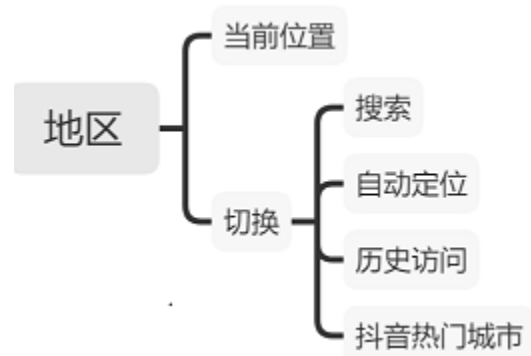 地区
当前位置
切换
搜索
自动定位
历史访问
抖音热门城市